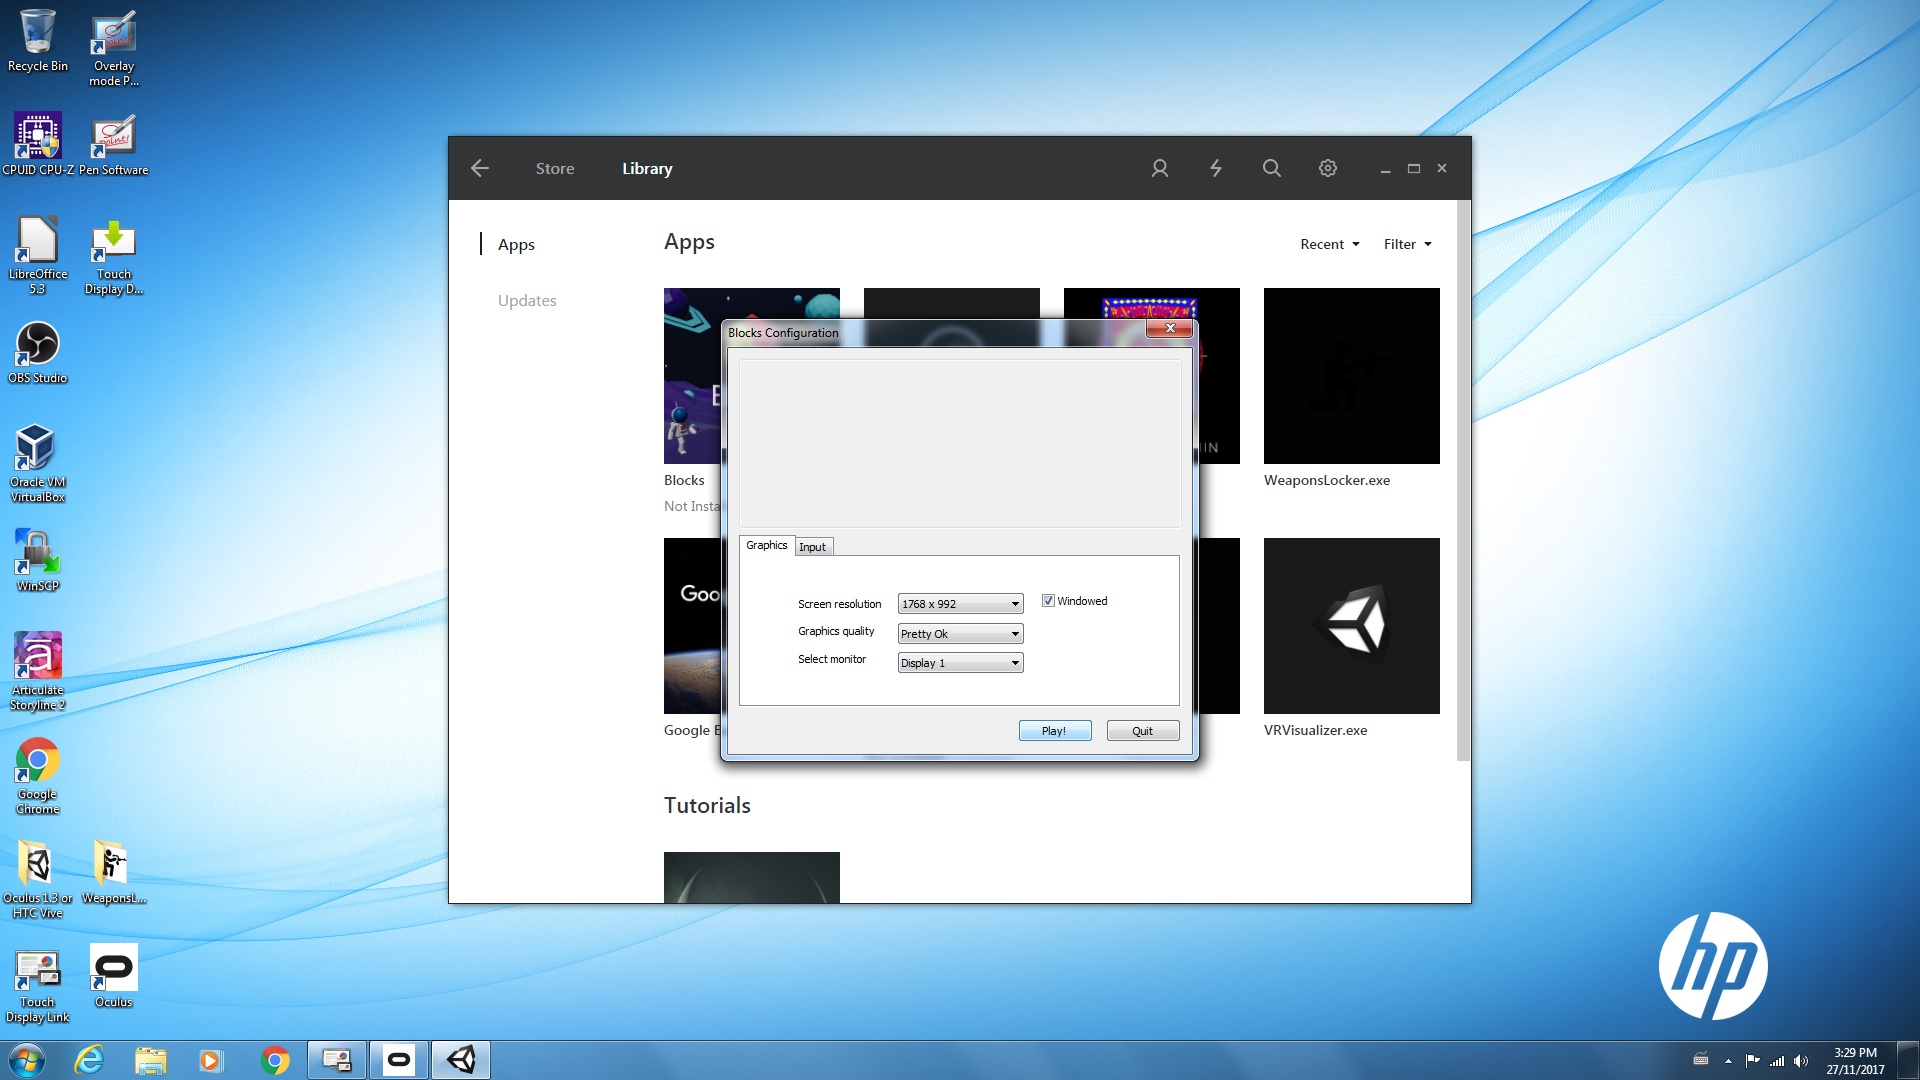 Recycle Bin
Overlay
mode P...
CPUID CPU-Z
Pen Software
LibreOffice
5.3
Touch
Display D...
OBS Studio
Oracle VM
VirtualBox
WinSCP
Articulate
Storyline 2
Google
Chrome
Oculus 1.3 or
HTC Vive
WeaponsL...
Touch
Display Link
Oculus
Store
Library
Apps
Updates
Apps
Recent
Filter
Blocks
Not Insta
WeaponsLocker.exe
Goo
Google E
VRVisualizer.exe
Tutorials
Blocks Configuration
Graphics
Input
Screen resolution
1768 x 992
Windowed
Graphics quality
Pretty Ok
Select monitor
Display 1
Play!
Quit
hp
3:29 PM
27/11/2017